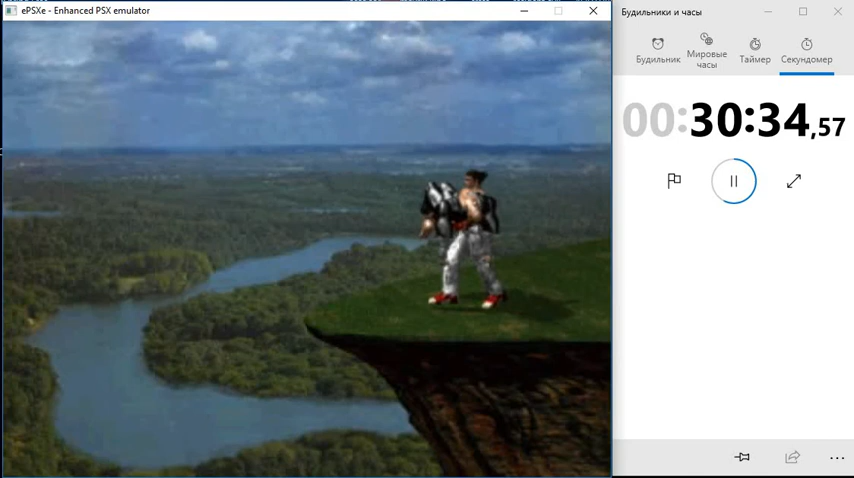 ePSXe - Enhanced PSX emulator
Будильники и часы
Будильник
Мировые
часы
Таймер
Секундомер
00:30:34,57